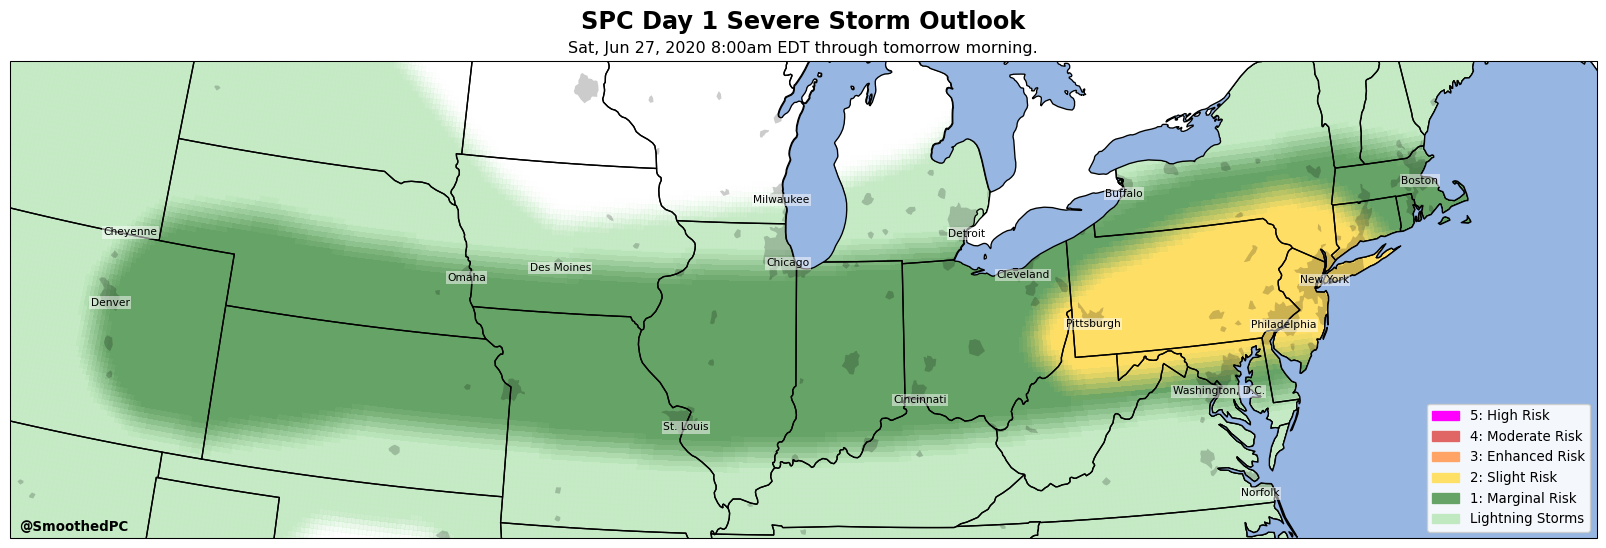 SPC Day 1 Severe Storm Outlook
Sat, Jun 27, 2020 8:00am EDT through tomorrow morning.
Boston
Buffalo
Milwaukee
Cheyenne
Detroit
Chicago
Des Moines
Cleveland
Omaha
New York
Denver
Pittsburgh
Philadelphia
Washington, D.C.
Cincinnati
St. Louis
Norfolk
5: High Risk
4: Moderate Risk
3: Enhanced Risk
2: Slight Risk
1: Marginal Risk
Lightning Storms
@SmoothedPC